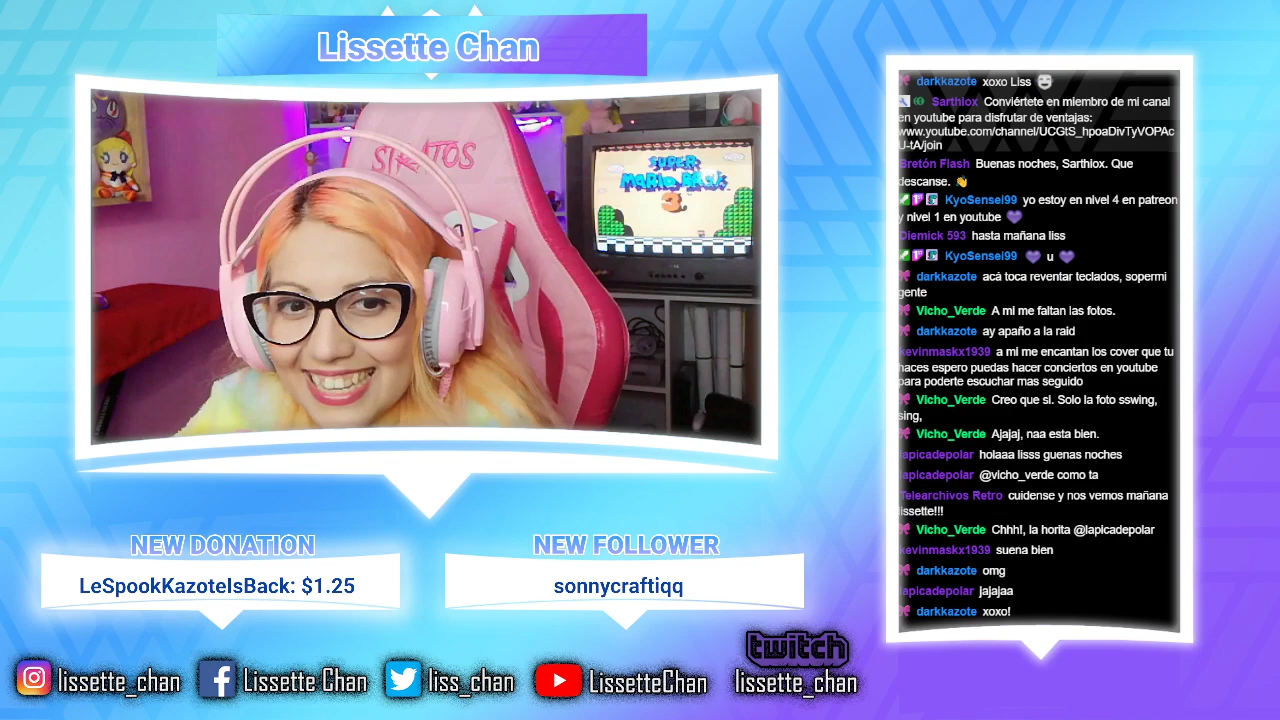 Lissette Chan
SUPER
MARIO BROS.
3
NEW DONATION
LeSpookKazoteIsBack: $1.25
NEW FOLLOWER
sonnycraftiqq
lissette_chan
Lissette Chan
liss_chan
LissetteChan
twitch
lissette_chan
darkkazote xoxo Liss
Sarthiox Conviértete en miembro de mi canal
en youtube para disfrutar de ventajas:
www.youtube.com/channel/UCGtS_hpoaDivTyVOPAc
U-tA/join
Bretón Flash Buenas noches, Sarthiox. Que
descanse. 👏
KyoSensei99 yo estoy en nivel 4 en patreon
y nivel 1 en youtube 💜
Diemick 593 hasta mañana liss
KyoSensei99 💜 u 💜
darkkazote acá toca reventar teclados, sopermi
gente
Vicho_Verde A mi me faltan las fotos.
darkkazote ay apaño a la raid
kevinmaskx1939 a mi me encantan los cover que tu
haces espero puedas hacer conciertos en youtube
para poderte escuchar mas seguido
Vicho_Verde Creo que si. Solo la foto sswing,
sing,
Vicho_Verde Ajajaj, naa esta bien.
lapicadepolar holaaa lisss guenas noches
lapicadepolar @vicho_verde como ta
Telearchivos Retro cuidense y nos vemos mañana
lissette!!!
Vicho_Verde Chhh!, la horita @lapicadepolar
kevinmaskx1939 suena bien
darkkazote omg
lapicadepolar jajajaa
darkkazote xoxo!